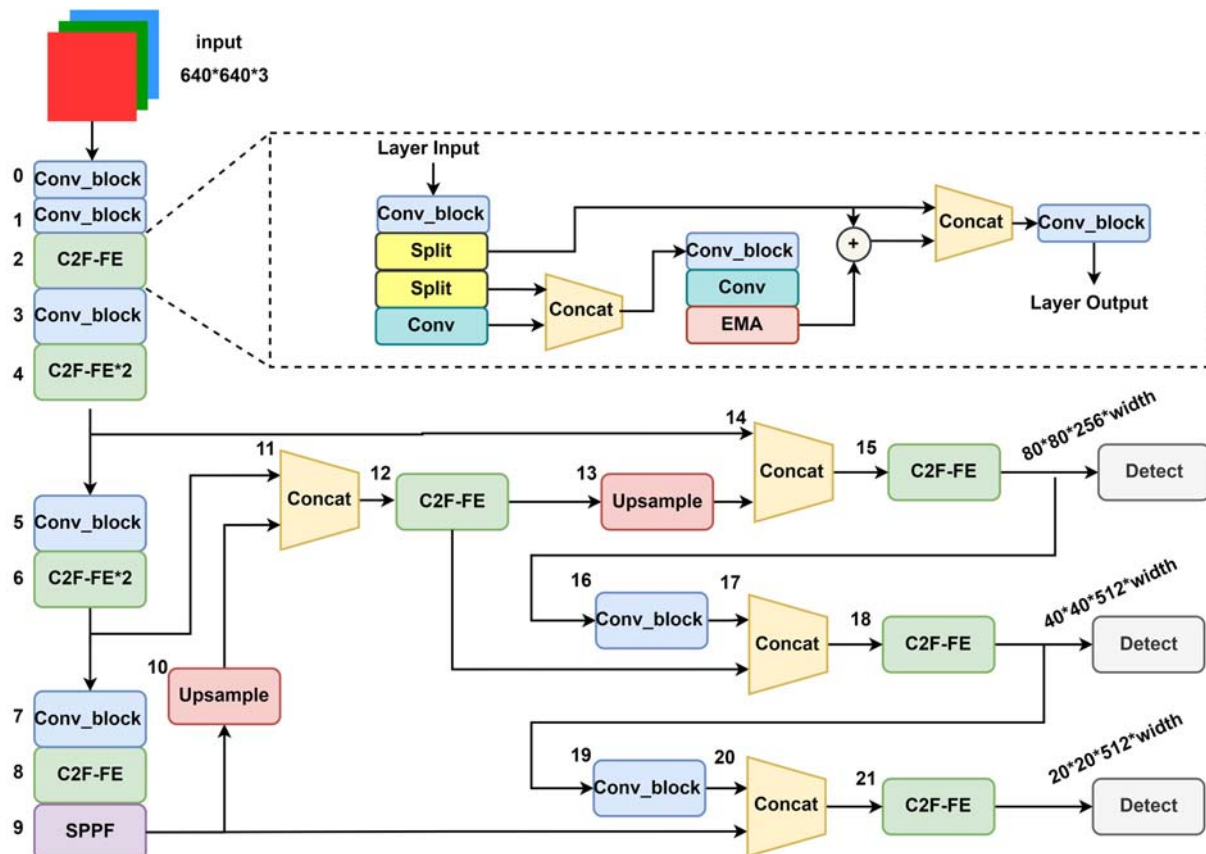 input
640*640*3
0
Conv_block
1
Conv_block
2
C2F-FE
3
Conv_block
4
C2F-FE*2
Layer Input
Conv_block
Split
Split
Conv
Concat
Conv_block
Conv
EMA
+
Concat
Conv_block
Layer Output
5
Conv_block
6
C2F-FE*2
7
Conv_block
8
C2F-FE
9
SPPF
10
Upsample
11
Concat
12
C2F-FE
13
Upsample
14
Concat
15
C2F-FE
80*80*256*width
Detect
16
Conv_block
17
Concat
18
C2F-FE
40*40*512*width
Detect
19
Conv_block
20
Concat
21
C2F-FE
20*20*512*width
Detect